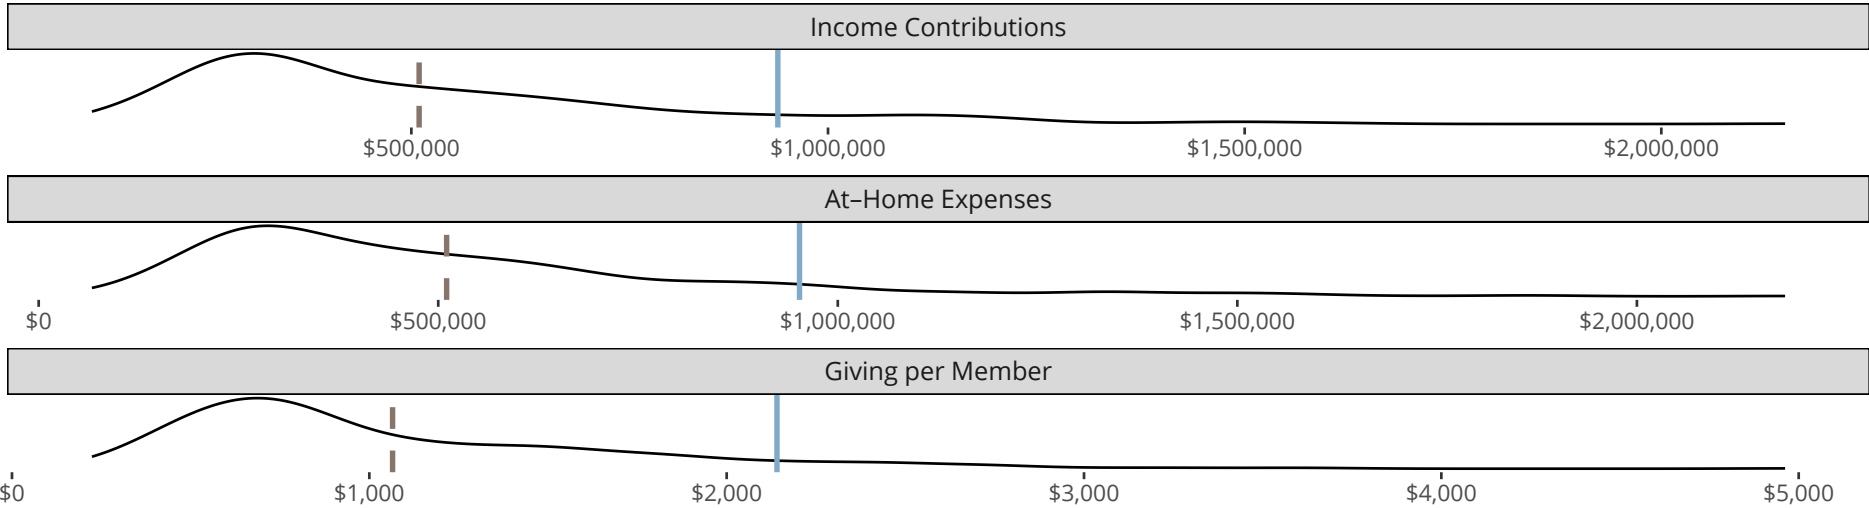 Income Contributions
$500,000 $1,000,000 $1,500,000 $2,000,000
At–Home Expenses
$0 $500,000 $1,000,000 $1,500,000 $2,000,000
Giving per Member
$0 $1,000 $2,000 $3,000 $4,000 $5,000